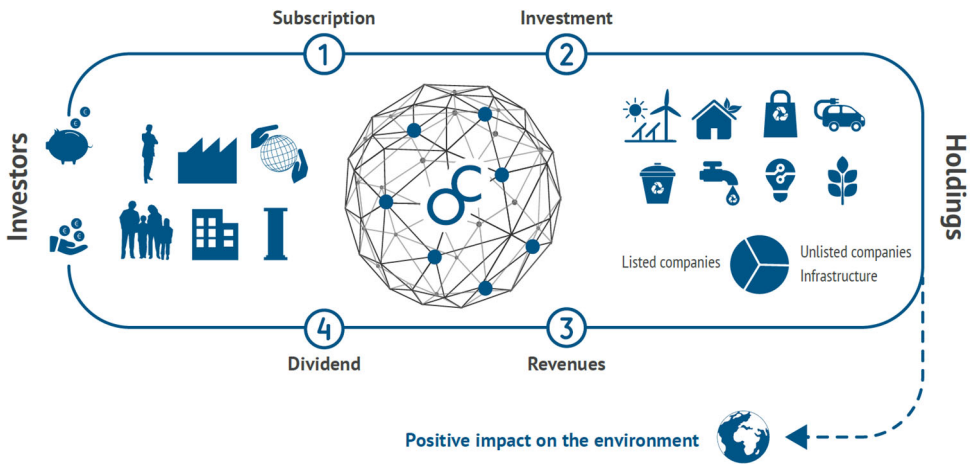 Subscription
Investment
1
2
Investors
Holdings
€
€
OC
Listed companies
Unlisted companies
Infrastructure
€
€
€
4
3
Dividend
Revenues
Positive impact on the environment